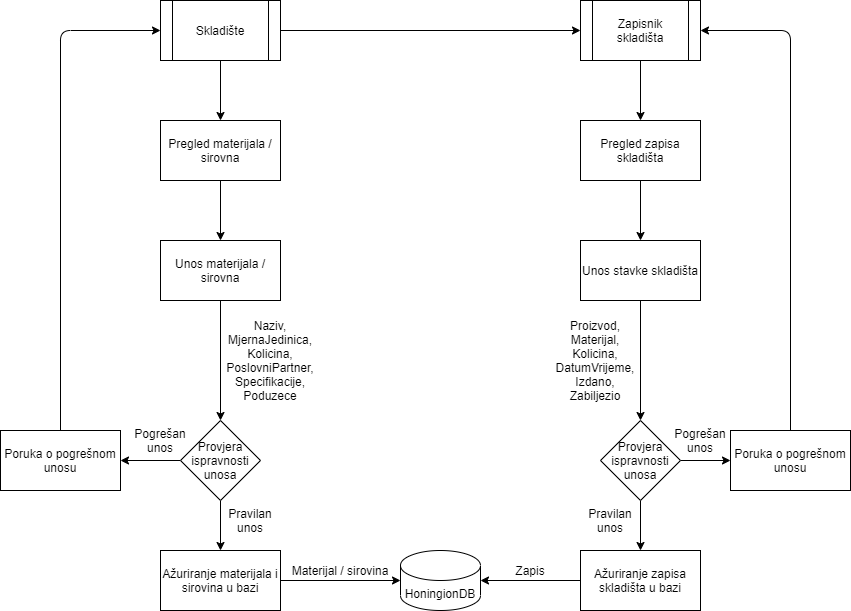 Skladište
Zapisnik
skladišta
Pregled materijala /
sirovna
Pregled zapisa
skladišta
Unos materijala /
sirovna
Unos stavke skladišta
Naziv,
MjernaJedinica,
Kolicina,
PoslovniPartner,
Specifikacije,
Poduzece
Proizvod,
Materijal,
Kolicina,
DatumVrijeme,
Izdano,
Zabiljezio
Poruka o pogrešnom
unosu
Pogrešan
unos
Provjera
ispravnosti
unosa
Provjera
ispravnosti
unosa
Pogrešan
unos
Poruka o pogrešnom
unosu
Pravilan
unos
Pravilan
unos
Ažuriranje materijala i
sirovina u bazi
Materijal / sirovina
HoningionDB
Zapis
Ažuriranje zapisa
skladišta u bazi